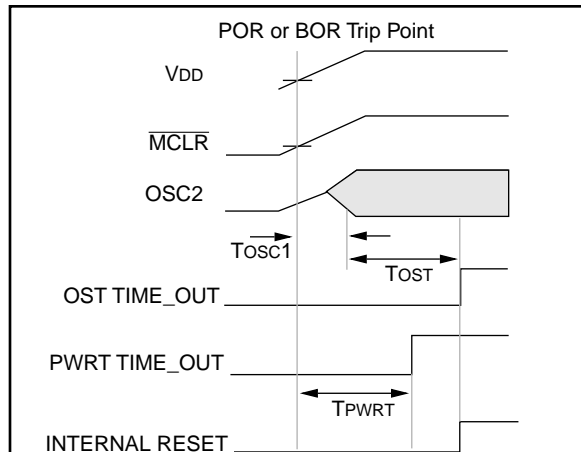 POR or BOR Trip Point
VDD
MCLR
OSC2
TOSC1
TOST
OST TIME_OUT
PWRT TIME_OUT
TPWRT
INTERNAL RESET